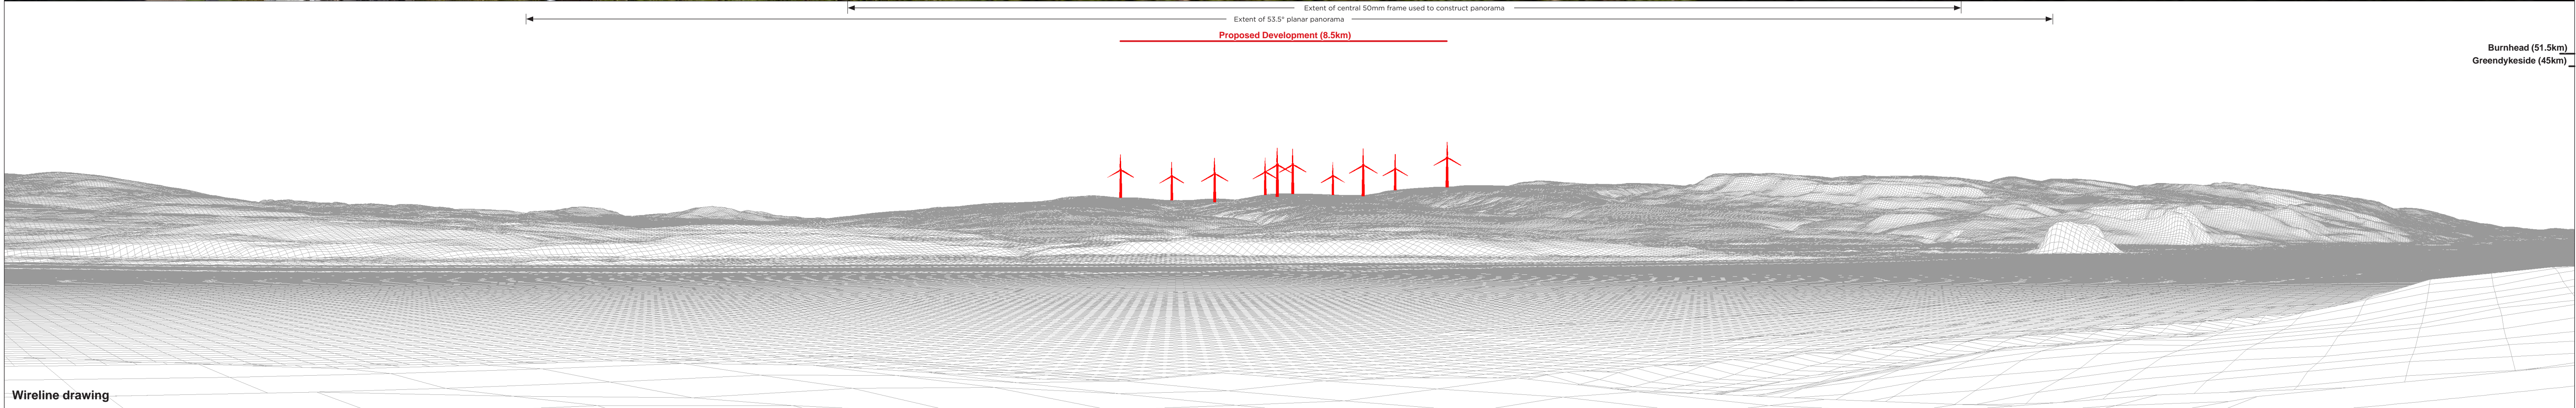 Extent of central 50mm frame used to construct panorama
Extent of 53.5° planar panorama
Proposed Development (8.5km)
Burnhead (51.5km)
Greendykeside (45km)
Wireline drawing